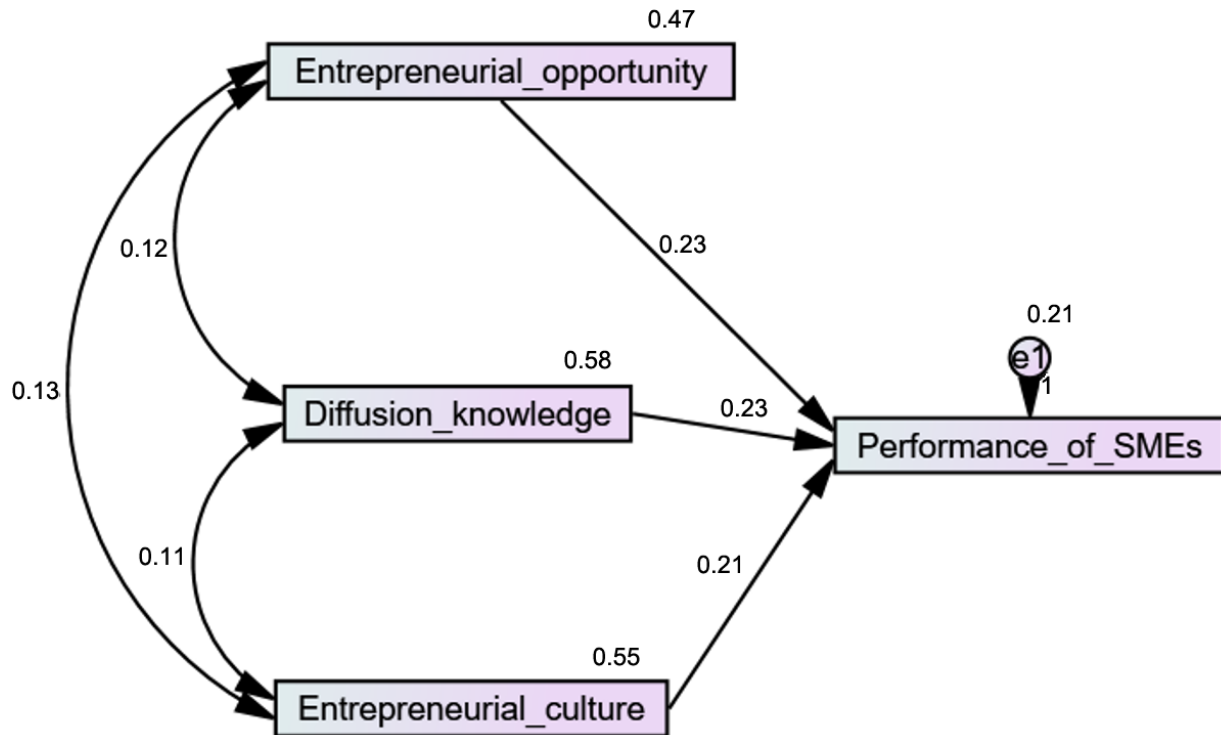 0.47
Entrepreneurial_opportunity
0.12
0.23
0.21
e1
1
0.13
0.58
Diffusion_knowledge
0.23
Performance_of_SMEs
0.11
0.21
0.55
Entrepreneurial_culture